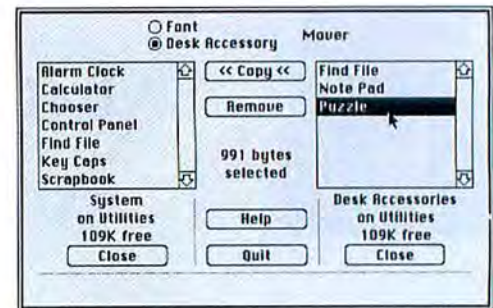 Font
Desk Accessory
Mover
Alarm Clock
Calculator
Chooser
Control Panel
Find File
Key Caps
Scrapbook
<< Copy <<
Remove
991 bytes
selected
Find File
Note Pad
Puzzle
System
on Utilities
109K free
Close
Help
Quit
Desk Accessories
on Utilities
109K free
Close